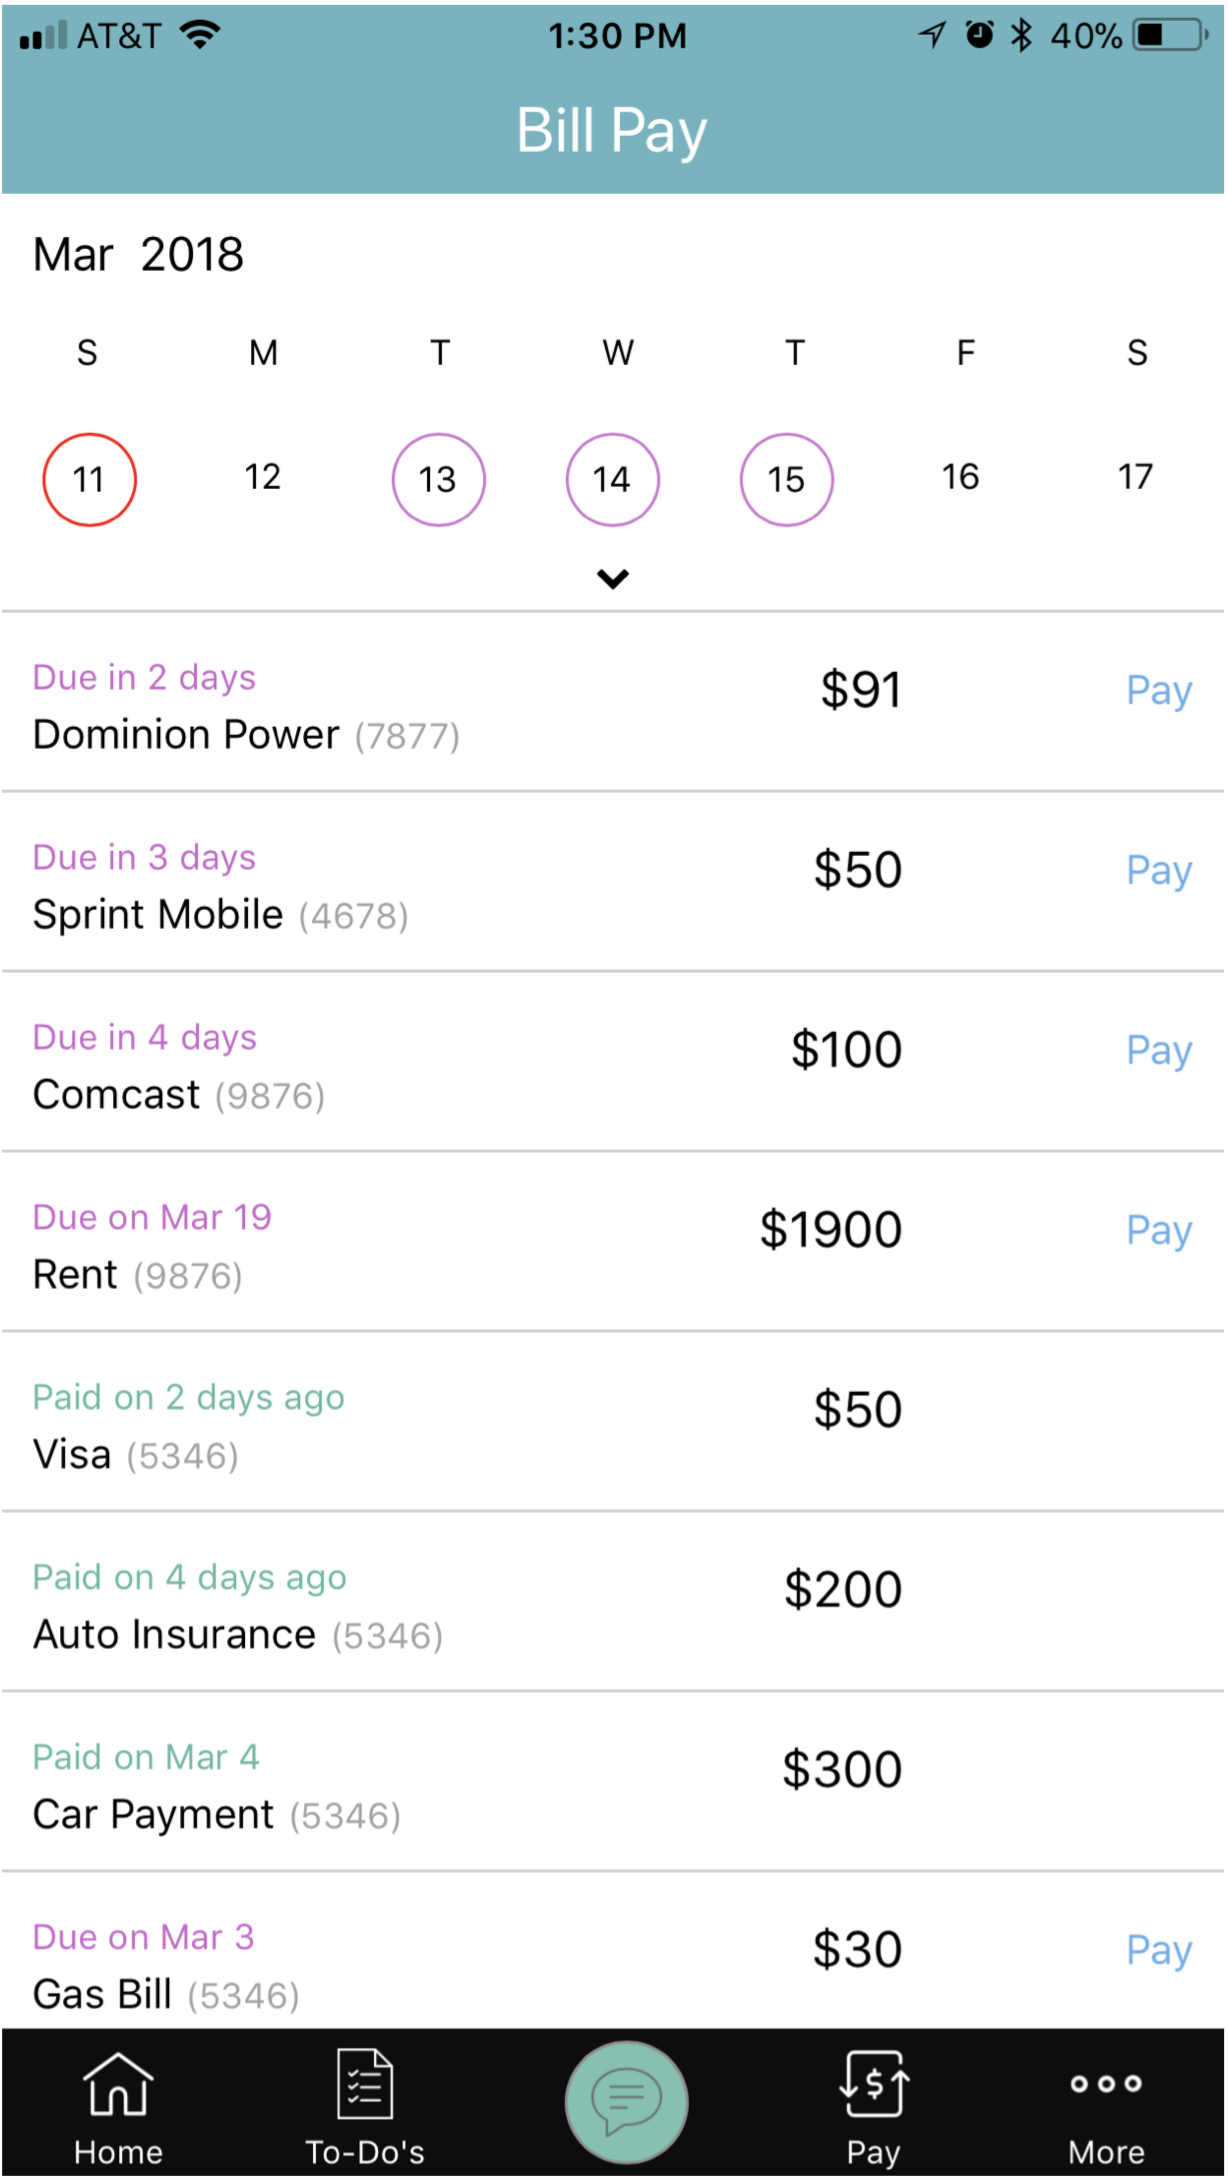 AT&T 1:30 PM 40%
Bill Pay
Mar 2018
S M T W T F S
11 12 13 14 15 16 17
Due in 2 days
Dominion Power (7877) $91 Pay
Due in 3 days
Sprint Mobile (4678) $50 Pay
Due in 4 days
Comcast (9876) $100 Pay
Due on Mar 19
Rent (9876) $1900 Pay
Paid on 2 days ago
Visa (5346) $50
Paid on 4 days ago
Auto Insurance (5346) $200
Paid on Mar 4
Car Payment (5346) $300
Due on Mar 3
Gas Bill (5346) $30 Pay
$
Home To-Do's Pay More